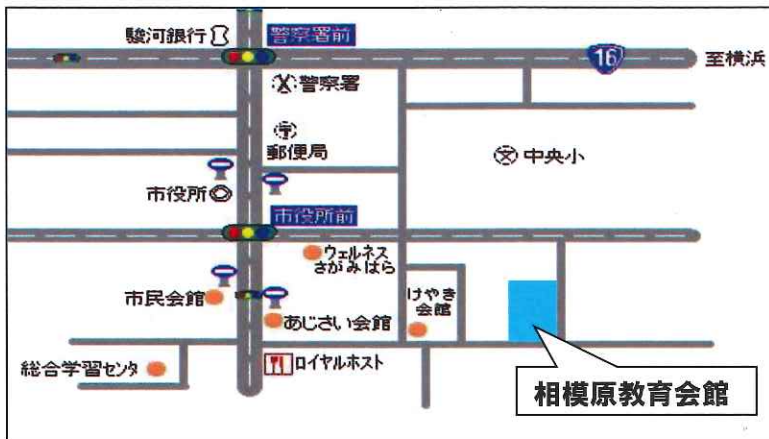 駿河銀行
警察署前
16
至横浜
警察署
郵便局
中央小
市役所
市役所前
ウェルネス
さがみはら
市民会館
あじさい会館
けやき
会館
総合学習センタ
ロイヤルホスト
相模原教育会館